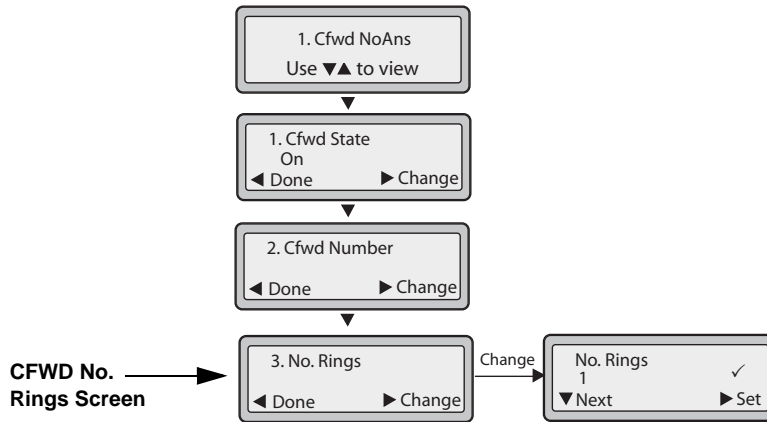 1. Cfwd NoAns
Use ▼▲ to view
▼
1. Cfwd State
On
◀ Done ▶ Change
▼
2. Cfwd Number
◀ Done ▶ Change
▼
CFWD No.
Rings Screen
3. No. Rings
◀ Done ▶ Change
Change
No. Rings
1 ✓
▼ Next ▶ Set